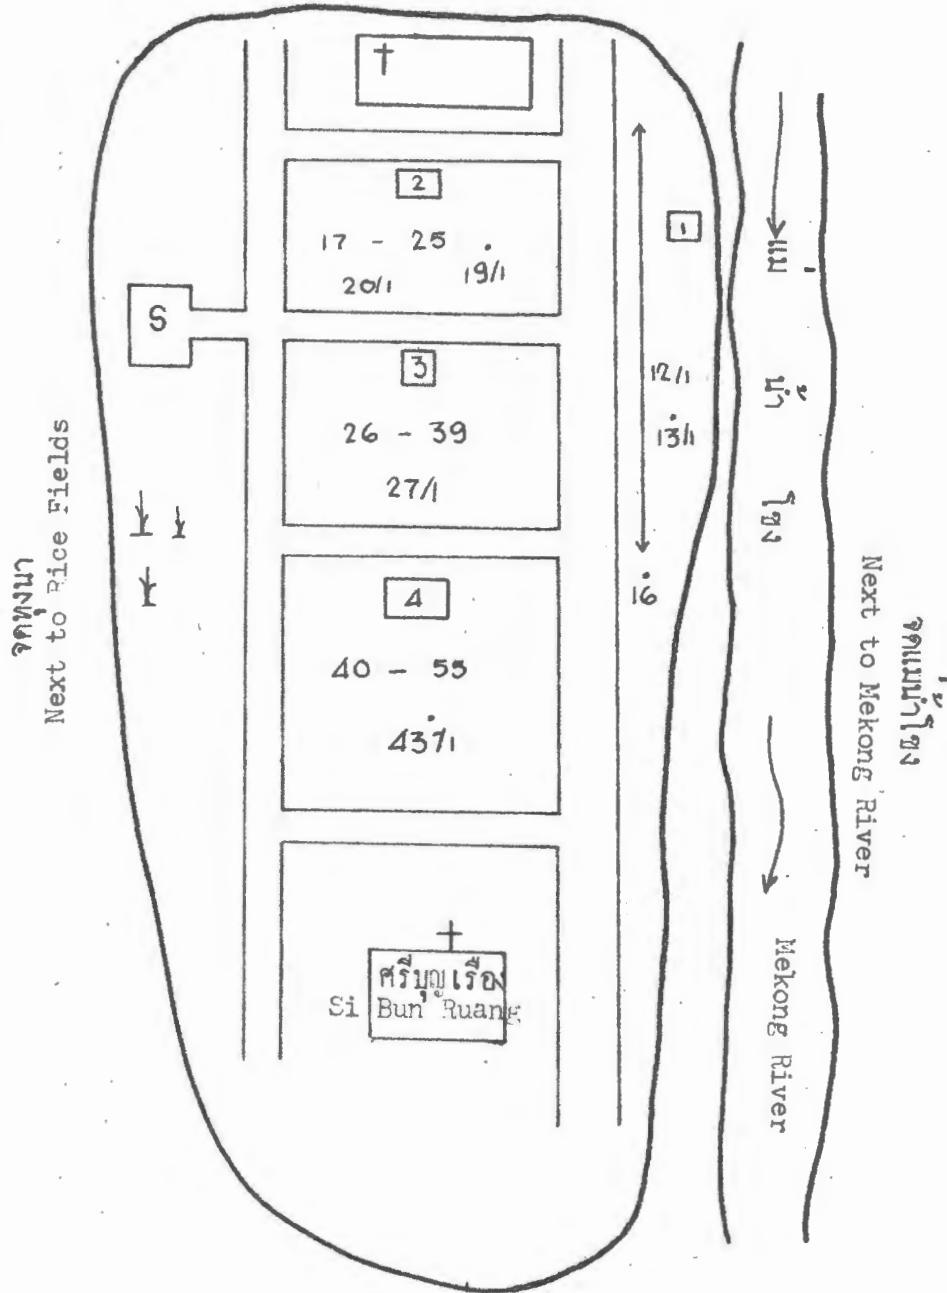 2
17 - 25
20/1
19/1
1
S
3
26 - 39
27/1
12/1
13/1
4
40 - 55
43/1
16
ศรีบุญเรือง
Si Bun Ruang
แม่ น้ำ โขง
Mekong River
จดแม่น้ำโขง
Next to Mekong River
จดทุ่งนา
Next to Rice Fields